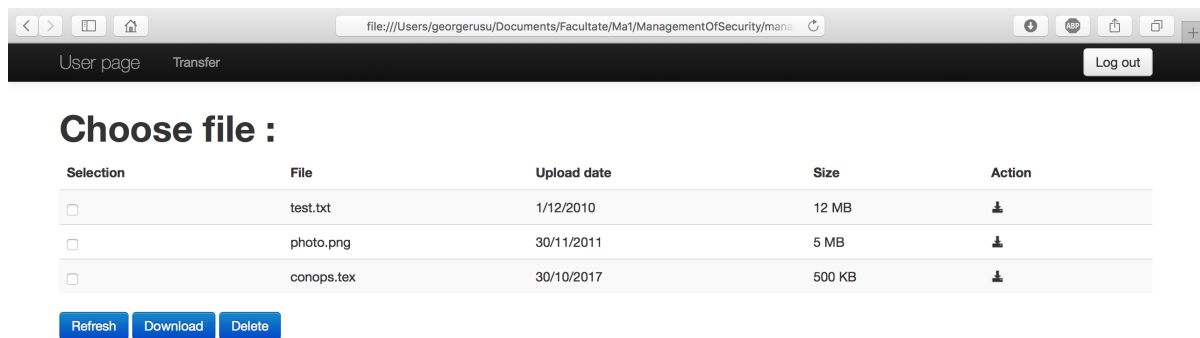 file:///Users/georgerusu/Documents/Facultate/Ma1/ManagementOfSecurity/mana
ABP
User page Transfer Log out
Choose file :
Selection File Upload date Size Action
test.txt 1/12/2010 12 MB
photo.png 30/11/2011 5 MB
conops.tex 30/10/2017 500 KB
Refresh Download Delete